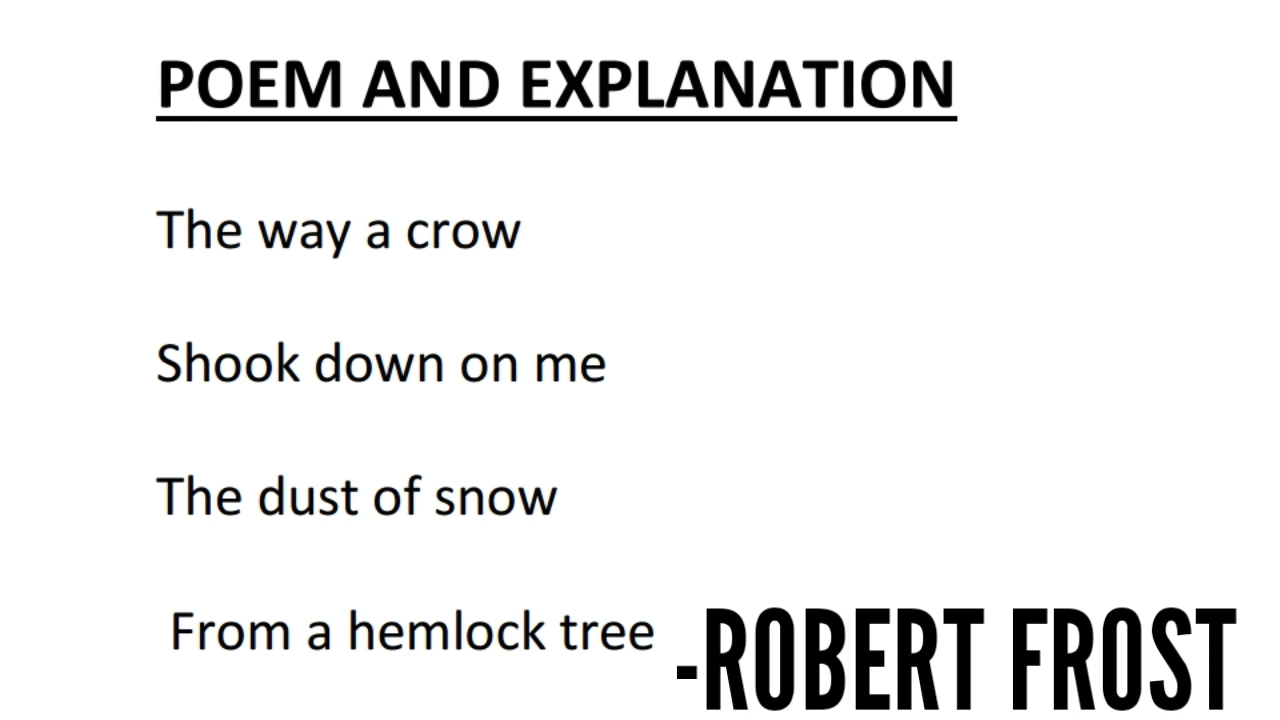 POEM AND EXPLANATION
The way a crow
Shook down on me
The dust of snow
From a hemlock tree
-ROBERT FROST